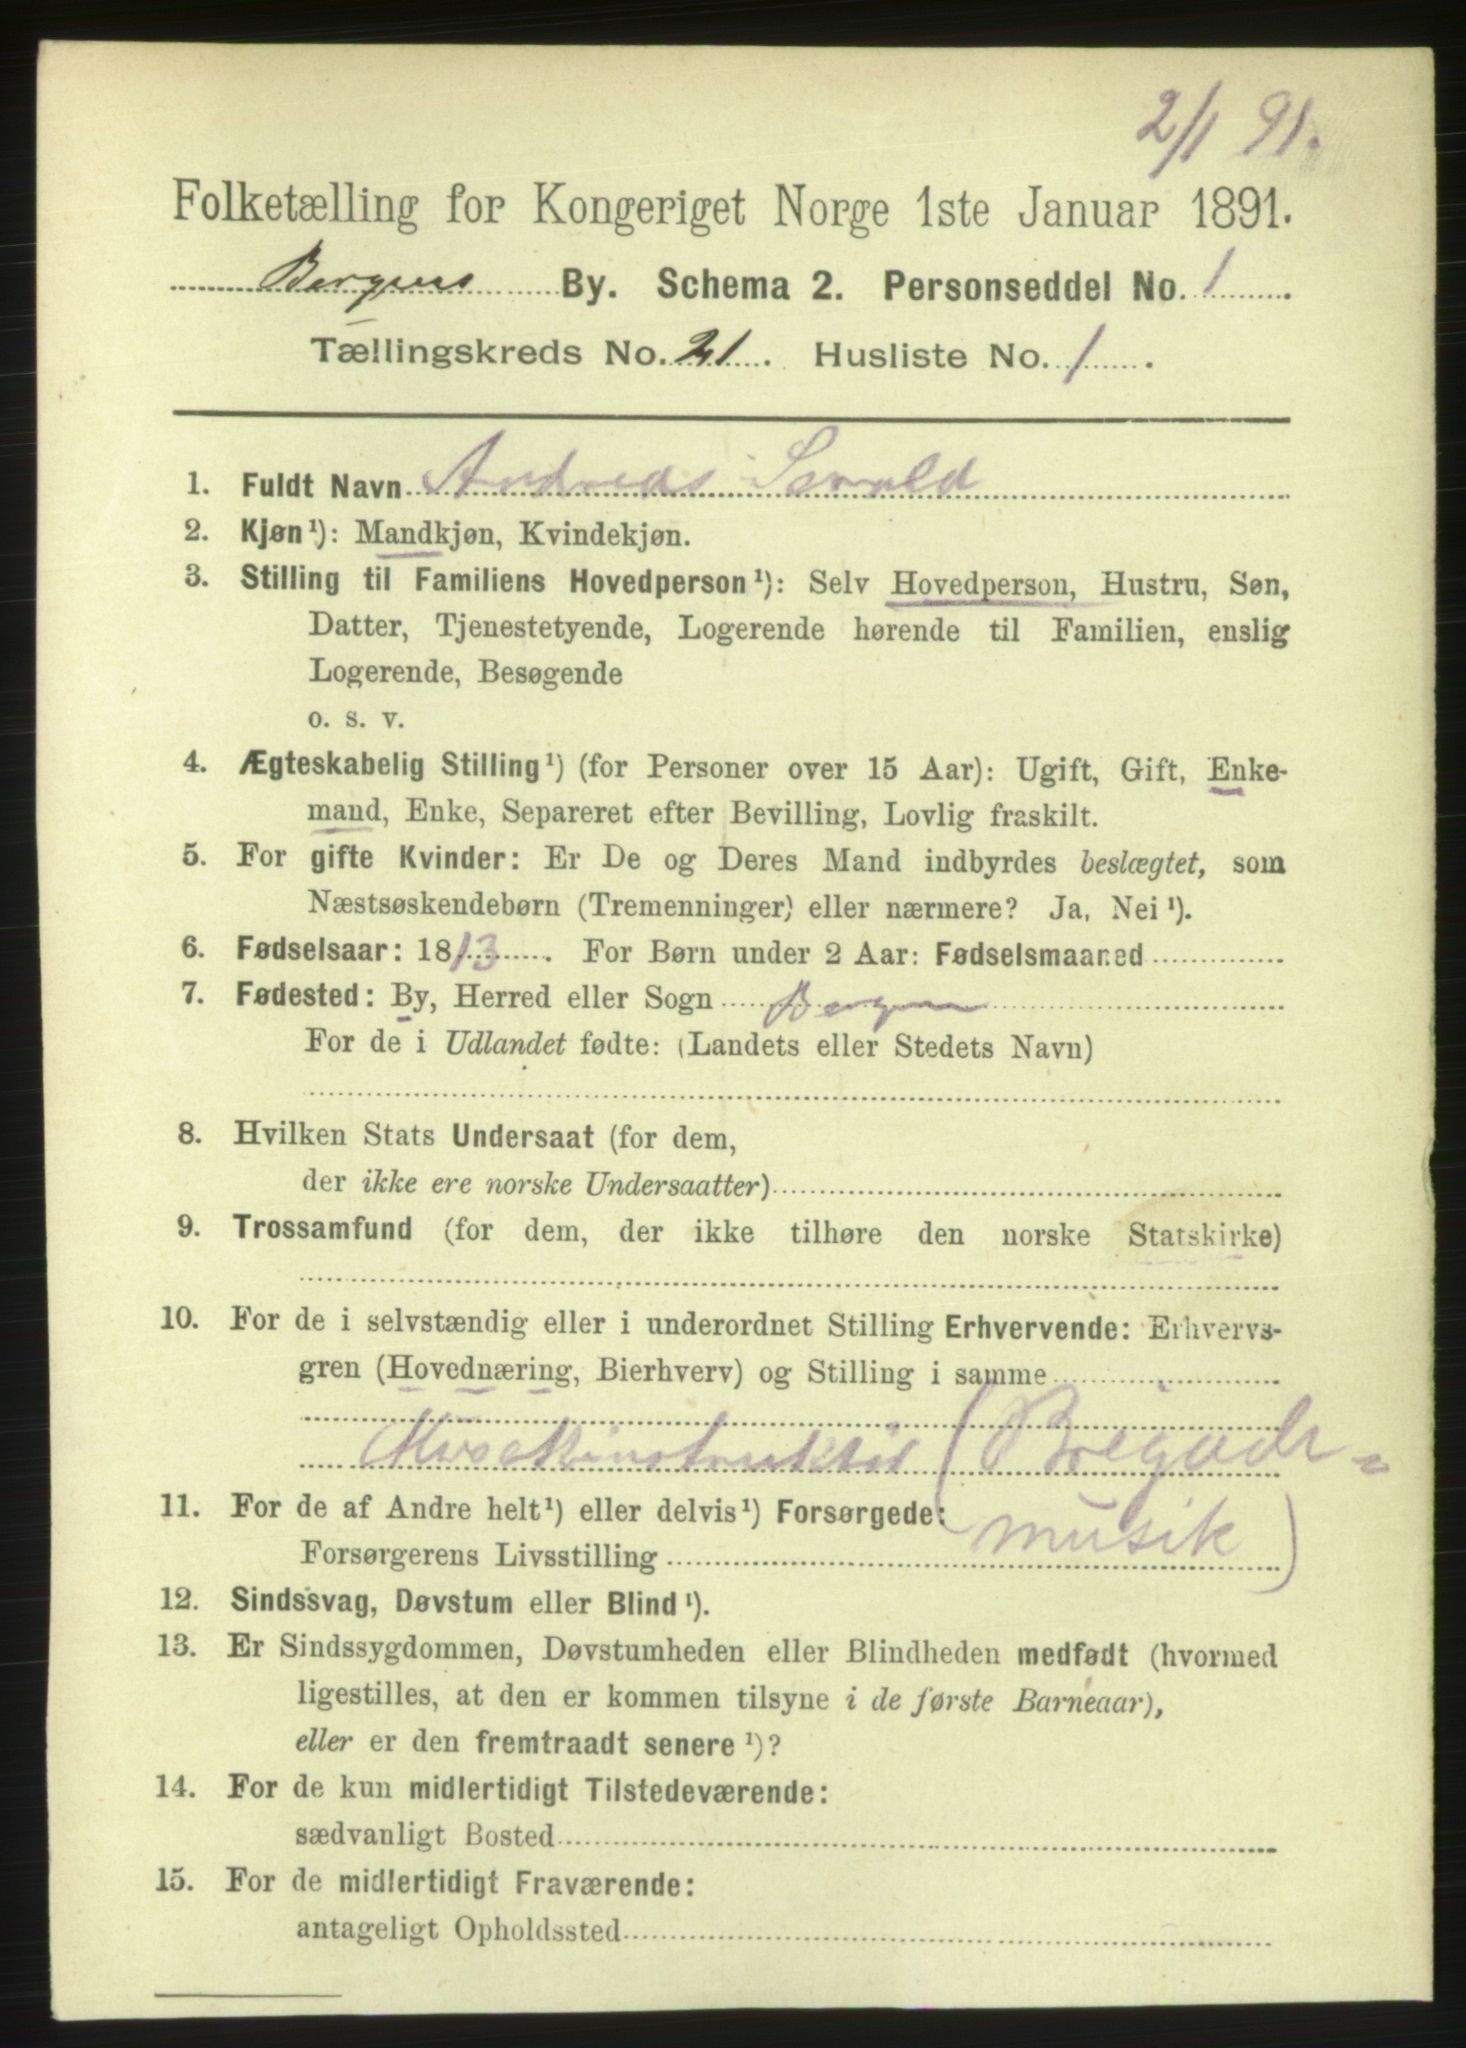 2/1 91.
Folketælling for Kongeriget Norge 1ste Januar 1891.
Bergens By. Schema 2. Personseddel No. 1.
Tællingskreds No. 21. Husliste No. 1.
1. Fuldt Navn Andreas
2. Kjøn¹): Mandkjøn, Kvindekjøn.
3. Stilling til Familiens Hovedperson¹): Selv Hovedperson, Hustru, Søn,
Datter, Tjenestetyende, Logerende hørende til Familien, enslig
Logerende, Besøgende
o. s. v.
4. Ægteskabelig Stilling¹) (for Personer over 15 Aar): Ugift, Gift, Enke-
mand, Enke, Separeret efter Bevilling, Lovlig fraskilt.
5. For gifte Kvinder: Er De og Deres Mand indbyrdes beslægtet, som
Næstsøskendebørn (Tremenninger) eller nærmere? Ja, Nei¹).
6. Fødselsaar: 1813. For Børn under 2 Aar: Fødselsmaaned
7. Fødested: By, Herred eller Sogn Bergen
For de i Udlandet fødte: (Landets eller Stedets Navn)
8. Hvilken Stats Undersaat (for dem,
der ikke ere norske Undersaatter)
9. Trossamfund (for dem, der ikke tilhøre den norske Statskirke)
10. For de i selvstændig eller i underordnet Stilling Erhvervende: Erhvervs-
gren (Hovednæring, Bierhverv) og Stilling i samme
Musikinstruktør (Brigade=
musik)
11. For de af Andre helt¹) eller delvis¹) Forsørgede:
Forsørgerens Livsstilling
12. Sindssvag, Døvstum eller Blind¹).
13. Er Sindssygdommen, Døvstumheden eller Blindheden medfødt (hvormed
ligestilles, at den er kommen tilsyne i de første Barneaar),
eller er den fremtraadt senere¹)?
14. For de kun midlertidigt Tilstedeværende:
sædvanligt Bosted
15. For de midlertidigt Fraværende:
antageligt Opholdssted